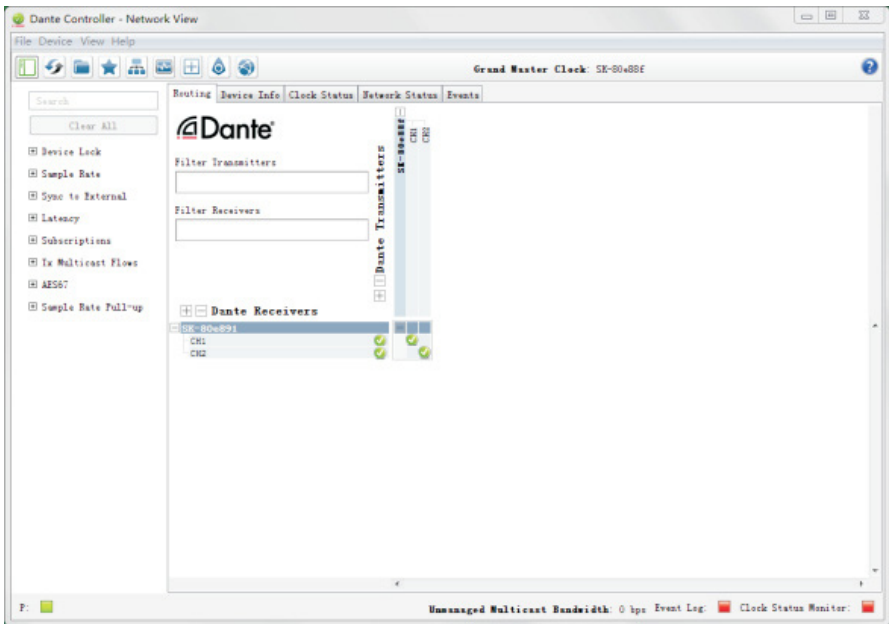 Dante Controller - Network View
File Device View Help
Grand Master Clock: SK-80e88f
Search
Clear All
Device Lock
Sample Rate
Sync to External
Latency
Subscriptions
Tx Multicast Flows
AES67
Sample Rate Pull-up
Routing Device Info Clock Status Network Status Events
Dante
Filter Transmitters
Filter Receivers
Dante Transmitters
SK-80e88f
CH1
CH2
Dante Receivers
SK-80e891
CH1
CH2
P:
Unmanaged Multicast Bandwidth: 0 bps Event Log: Clock Status Monitor: